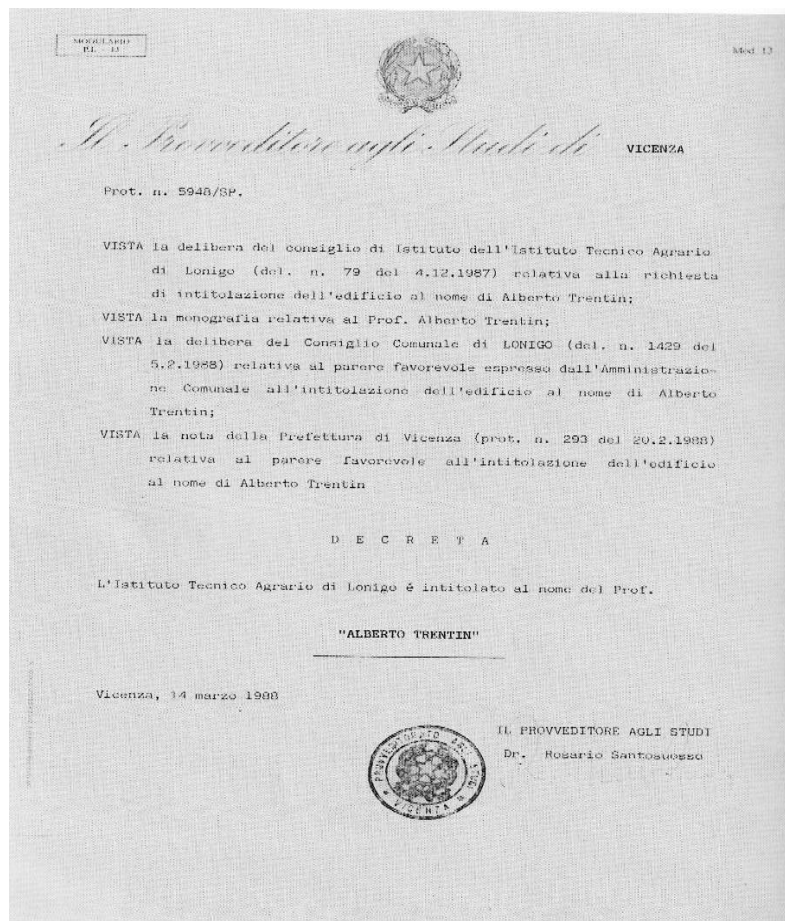 MODULARIO
P.I. 13
Mod. 13
Il Provveditore agli Studi di VICENZA
Prot. n. 5948/SP.
VISTA la delibera del consiglio di Istituto dell'Istituto Tecnico Agrario
di Lonigo (del. n. 79 del 4.12.1987) relativa alla richiesta
di intitolazione dell'edificio al nome di Alberto Trentin;
VISTA la monografia relativa al Prof. Alberto Trentin;
VISTA la delibera del Consiglio Comunale di LONIGO (del. n. 1429 del
5.2.1988) relativa al parere favorevole espresso dall'Amministrazio-
ne Comunale all'intitolazione dell'edificio al nome di Alberto
Trentin;
VISTA la nota della Prefettura di Vicenza (prot. n. 293 del 20.2.1988)
relativa al parere favorevole all'intitolazione dell'edificio
al nome di Alberto Trentin
D E C R E T A
L'Istituto Tecnico Agrario di Lonigo é intitolato al nome del Prof.
"ALBERTO TRENTIN"
Vicenza, 14 marzo 1988
IL PROVVEDITORE AGLI STUDI
Dr. Rosario Santosuosso
PROVVEDITORATO AGLI STUDI
VICENZA